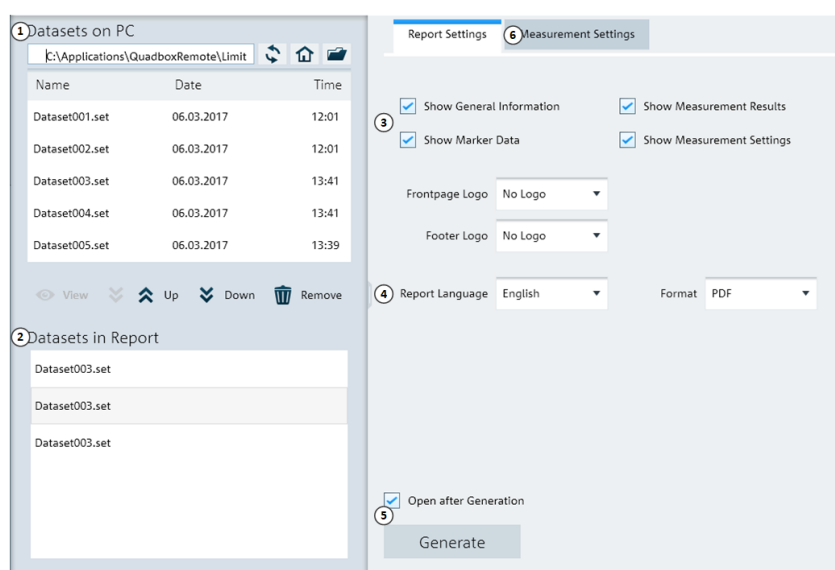 1 Datasets on PC
C:\Applications\QuadboxRemote\Limit
Name Date Time
Dataset001.set 06.03.2017 12:01
Dataset002.set 06.03.2017 12:01
Dataset003.set 06.03.2017 13:41
Dataset004.set 06.03.2017 13:41
Dataset005.set 06.03.2017 13:39
View Up Down Remove
2 Datasets in Report
Dataset003.set
Dataset003.set
Dataset003.set
Report Settings 6 Measurement Settings
3
Show General Information Show Measurement Results
Show Marker Data Show Measurement Settings
Frontpage Logo No Logo
Footer Logo No Logo
4 Report Language English Format PDF
Open after Generation
5
Generate